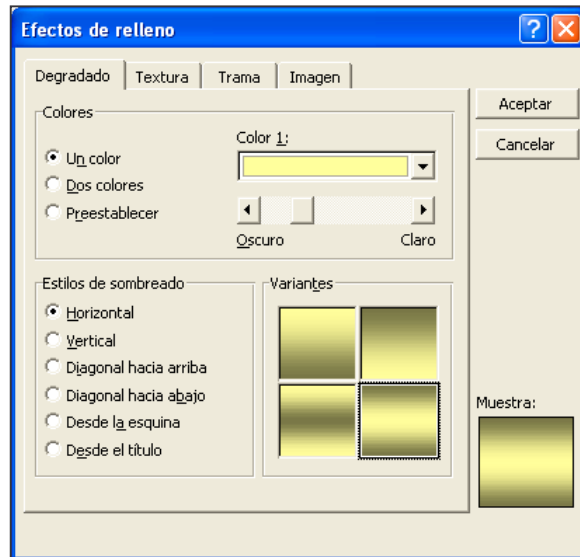 Efectos de relleno
Degradado
Textura
Trama
Imagen
Aceptar
Cancelar
Colores
Un color
Dos colores
Preestablecer
Color 1:
Oscuro
Claro
Estilos de sombreado
Horizontal
Vertical
Diagonal hacia arriba
Diagonal hacia abajo
Desde la esquina
Desde el título
Variantes
Muestra: